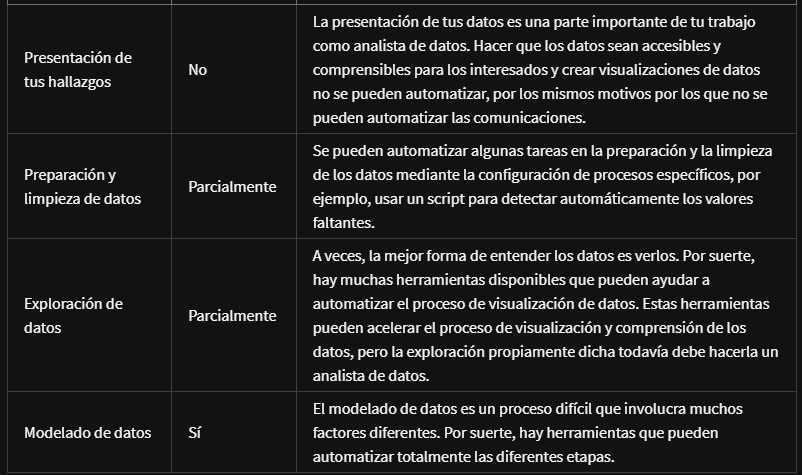 Presentación de
tus hallazgos
No
La presentación de tus datos es una parte importante de tu trabajo
como analista de datos. Hacer que los datos sean accesibles y
comprensibles para los interesados y crear visualizaciones de datos
no se pueden automatizar, por los mismos motivos por los que no se
pueden automatizar las comunicaciones.
Preparación y
limpieza de datos
Parcialmente
Se pueden automatizar algunas tareas en la preparación y la limpieza
de los datos mediante la configuración de procesos específicos, por
ejemplo, usar un script para detectar automáticamente los valores
faltantes.
Exploración de
datos
Parcialmente
A veces, la mejor forma de entender los datos es verlos. Por suerte,
hay muchas herramientas disponibles que pueden ayudar a
automatizar el proceso de visualización de datos. Estas herramientas
pueden acelerar el proceso de visualización y comprensión de los
datos, pero la exploración propiamente dicha todavía debe hacerla un
analista de datos.
Modelado de datos
Sí
El modelado de datos es un proceso difícil que involucra muchos
factores diferentes. Por suerte, hay herramientas que pueden
automatizar totalmente las diferentes etapas.